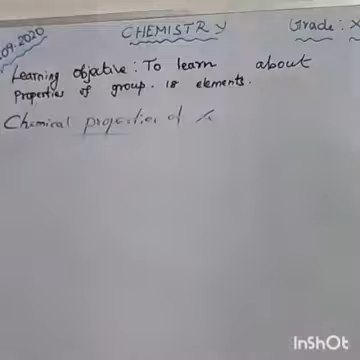 09-2020
CHEMISTRY
Grade: X
Learning objective: To learn about
Properties of group. 18 elements.
Chemical properties of
InShOt